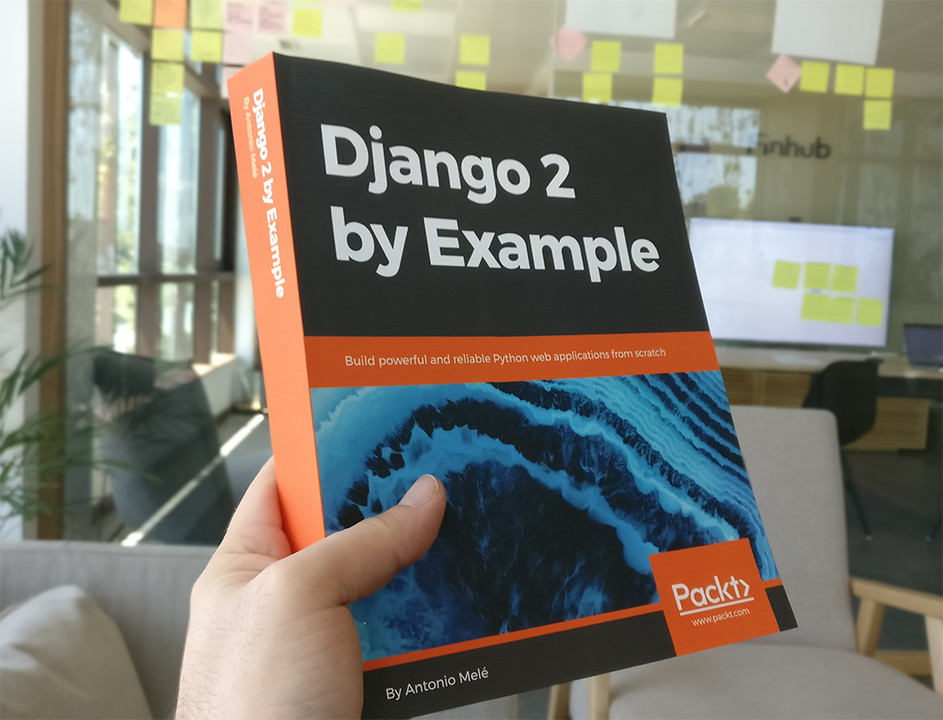 Django 2 by Example
By Antonio Melé
Django 2
by Example
Build powerful and reliable Python web applications from scratch
Packt>
www.packt.com
By Antonio Melé
Finhub